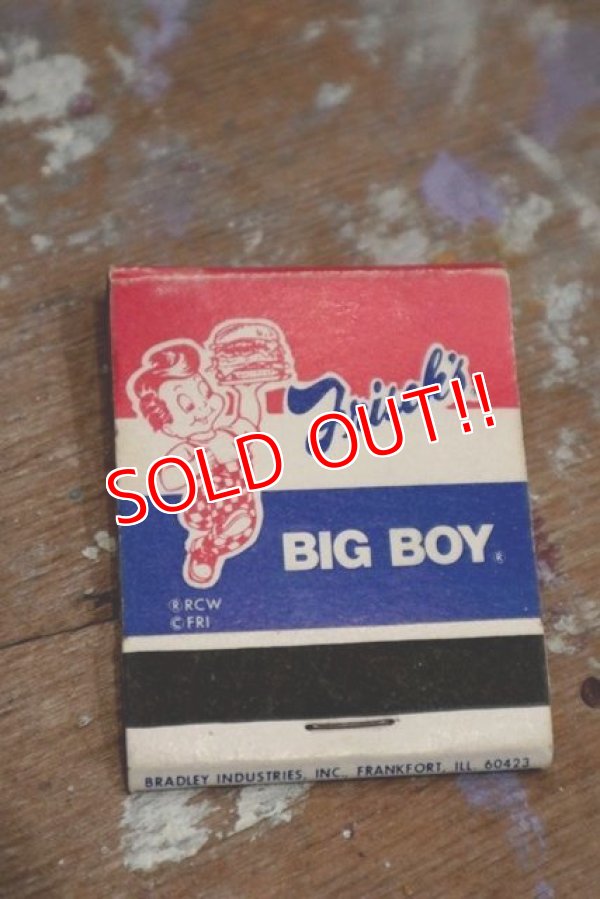 Frisch's
SOLD OUT!!
BIG BOY®
®RCW
©FRI
BRADLEY INDUSTRIES, INC., FRANKFORT, ILL. 60423